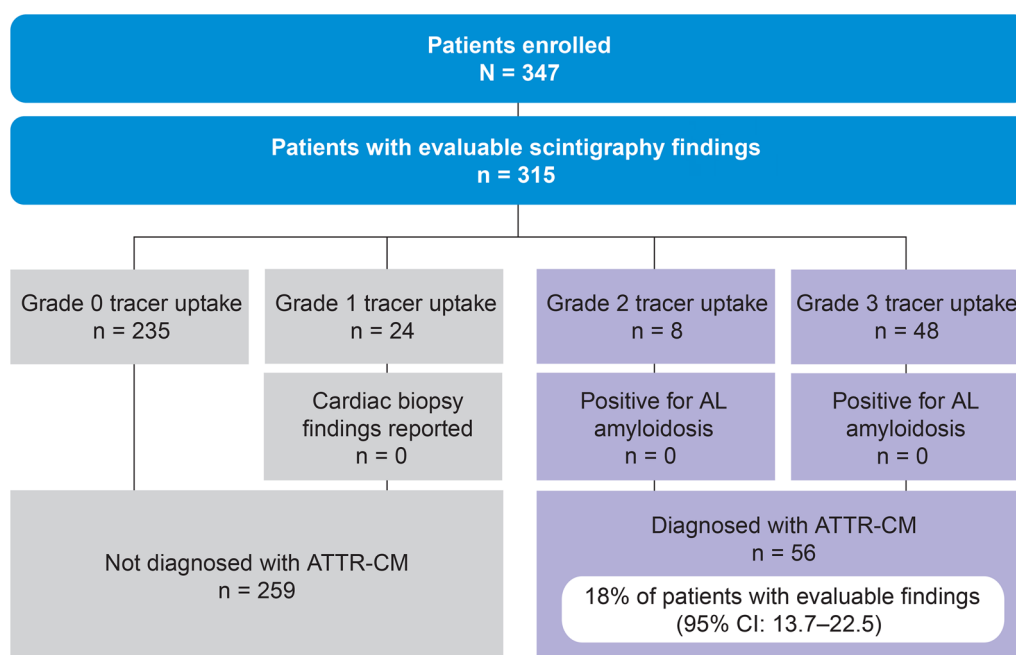 Patients enrolled
N = 347
Patients with evaluable scintigraphy findings
n = 315
Grade 0 tracer uptake
n = 235
Grade 1 tracer uptake
n = 24
Grade 2 tracer uptake
n = 8
Grade 3 tracer uptake
n = 48
Cardiac biopsy
findings reported
n = 0
Positive for AL
amyloidosis
n = 0
Positive for AL
amyloidosis
n = 0
Not diagnosed with ATTR-CM
n = 259
Diagnosed with ATTR-CM
n = 56
18% of patients with evaluable findings
(95% CI: 13.7–22.5)